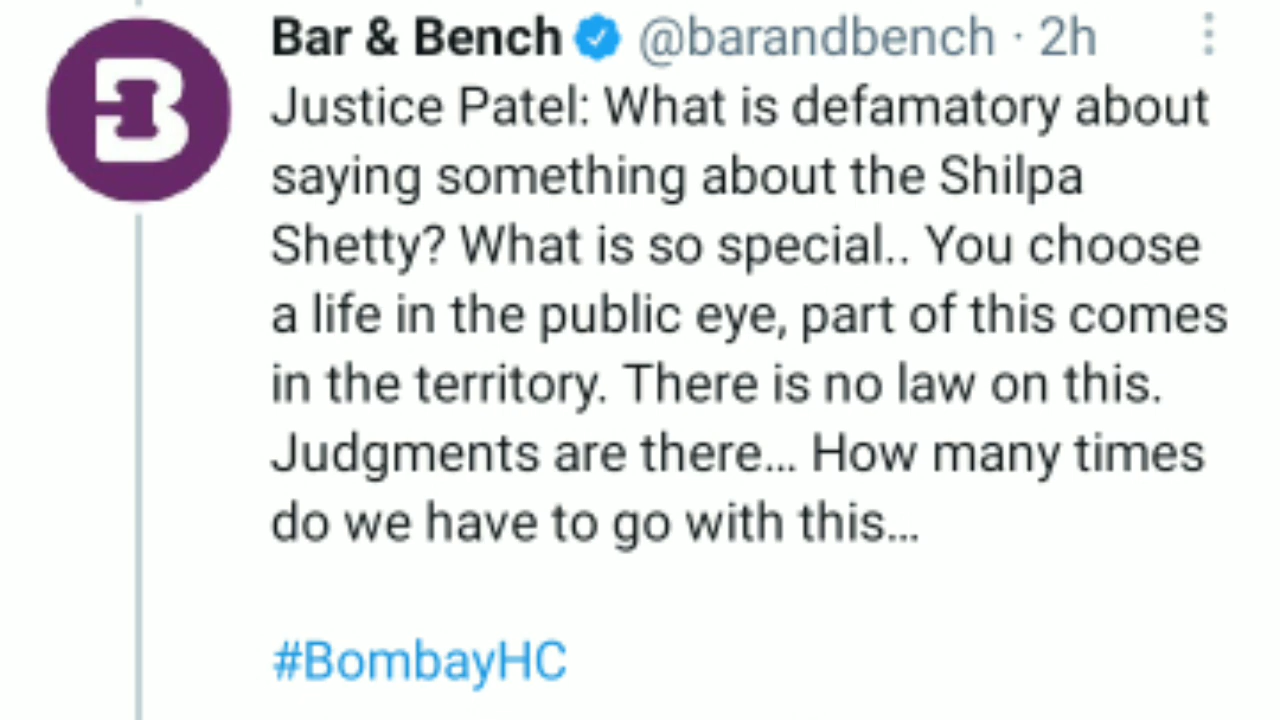 Bar & Bench @barandbench · 2h
Justice Patel: What is defamatory about
saying something about the Shilpa
Shetty? What is so special.. You choose
a life in the public eye, part of this comes
in the territory. There is no law on this.
Judgments are there... How many times
do we have to go with this...
#BombayHC